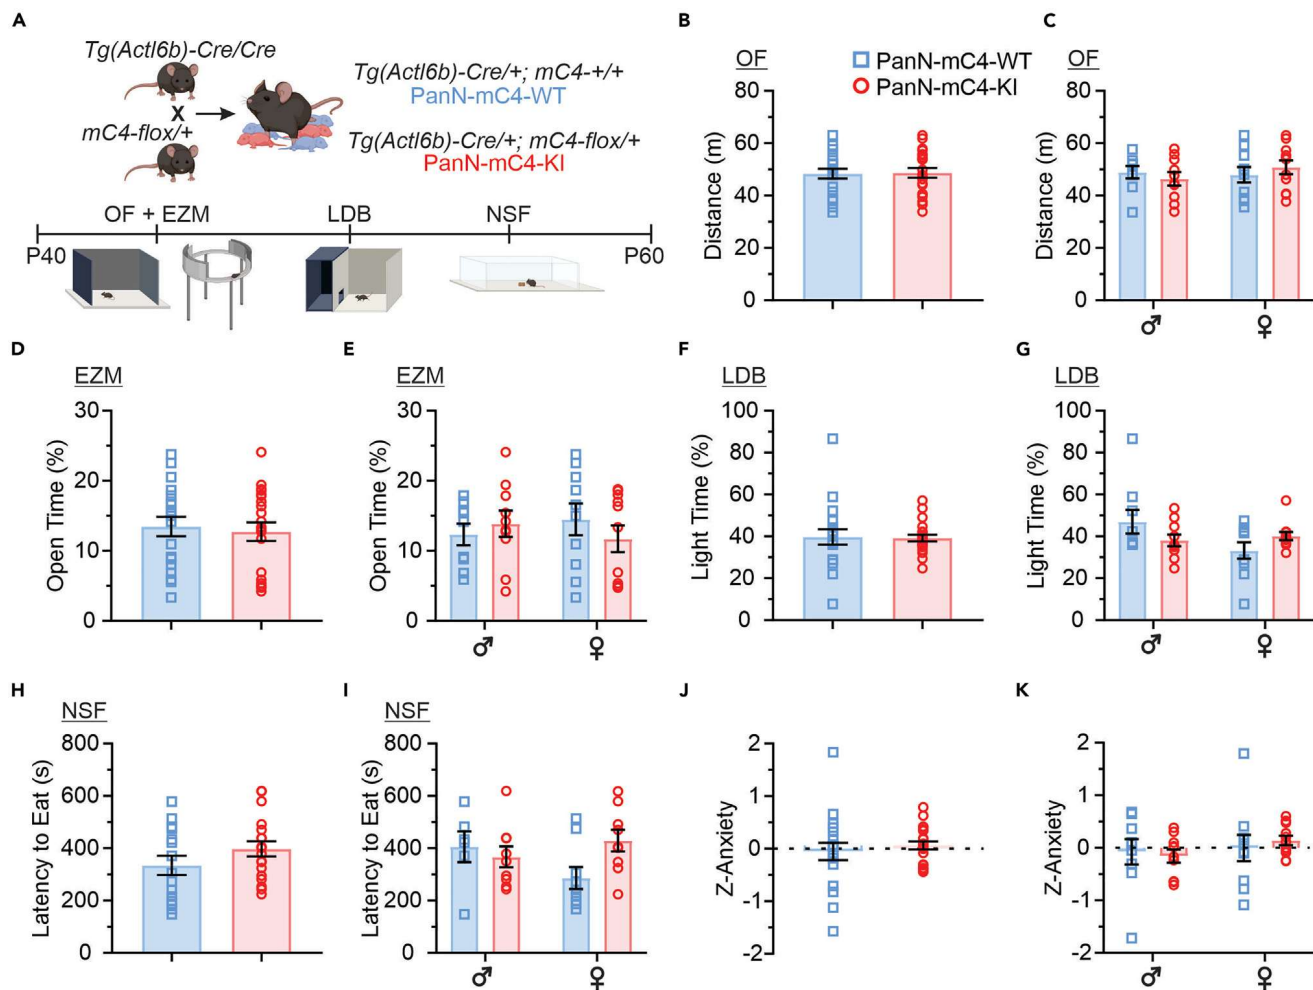 A
Tg(Actl6b)-Cre/Cre
X
mC4-flox/+
Tg(Actl6b)-Cre/+; mC4-+/+
PanN-mC4-WT
Tg(Actl6b)-Cre/+; mC4-flox/+
PanN-mC4-KI
OF + EZM
LDB
NSF
P40
P60
B
OF
Distance (m)
80
60
40
20
0
PanN-mC4-WT
PanN-mC4-KI
C
OF
Distance (m)
80
60
40
20
0
♂
♀
D
EZM
Open Time (%)
30
20
10
0
E
EZM
Open Time (%)
30
20
10
0
♂
♀
F
LDB
Light Time (%)
100
80
60
40
20
0
G
LDB
Light Time (%)
100
80
60
40
20
0
♂
♀
H
NSF
Latency to Eat (s)
800
600
400
200
0
I
NSF
Latency to Eat (s)
800
600
400
200
0
♂
♀
J
Z-Anxiety
2
1
0
-1
-2
K
Z-Anxiety
2
1
0
-1
-2
♂
♀